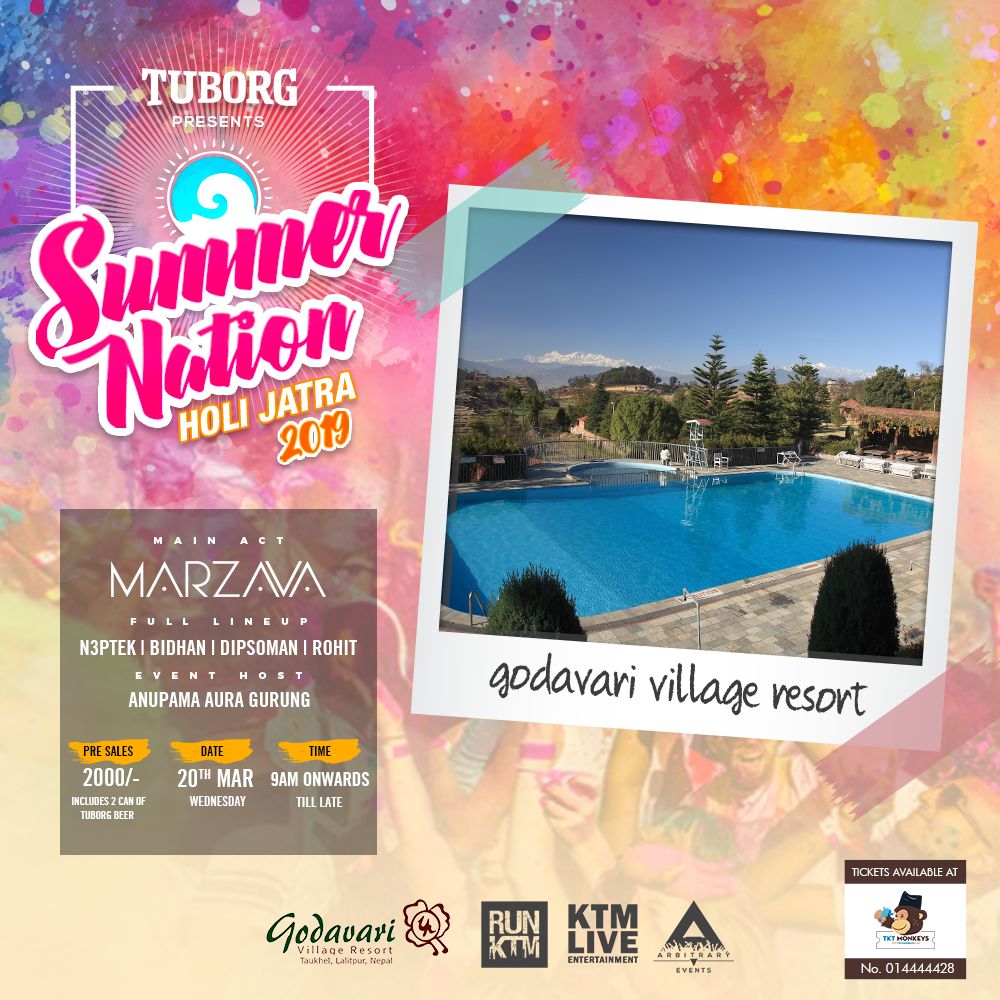 TUBORG
PRESENTS
Summer
Nation
HOLI JATRA
2019
MAIN ACT
MARZAVA
FULL LINEUP
N3PTEK | BIDHAN | DIPSOMAN | ROHIT
EVENT HOST
ANUPAMA AURA GURUNG
PRE SALES
2000/-
INCLUDES 2 CAN OF
TUBORG BEER
DATE
20TH MAR
WEDNESDAY
TIME
9AM ONWARDS
TILL LATE
godavari village resort
Godavari
Village Resort
Taukhel, Lalitpur, Nepal
RUN
KTM
KTM
LIVE
ENTERTAINMENT
ARBITRARY
EVENTS
TICKETS AVAILABLE AT
TKT MONKEYS
No. 014444428